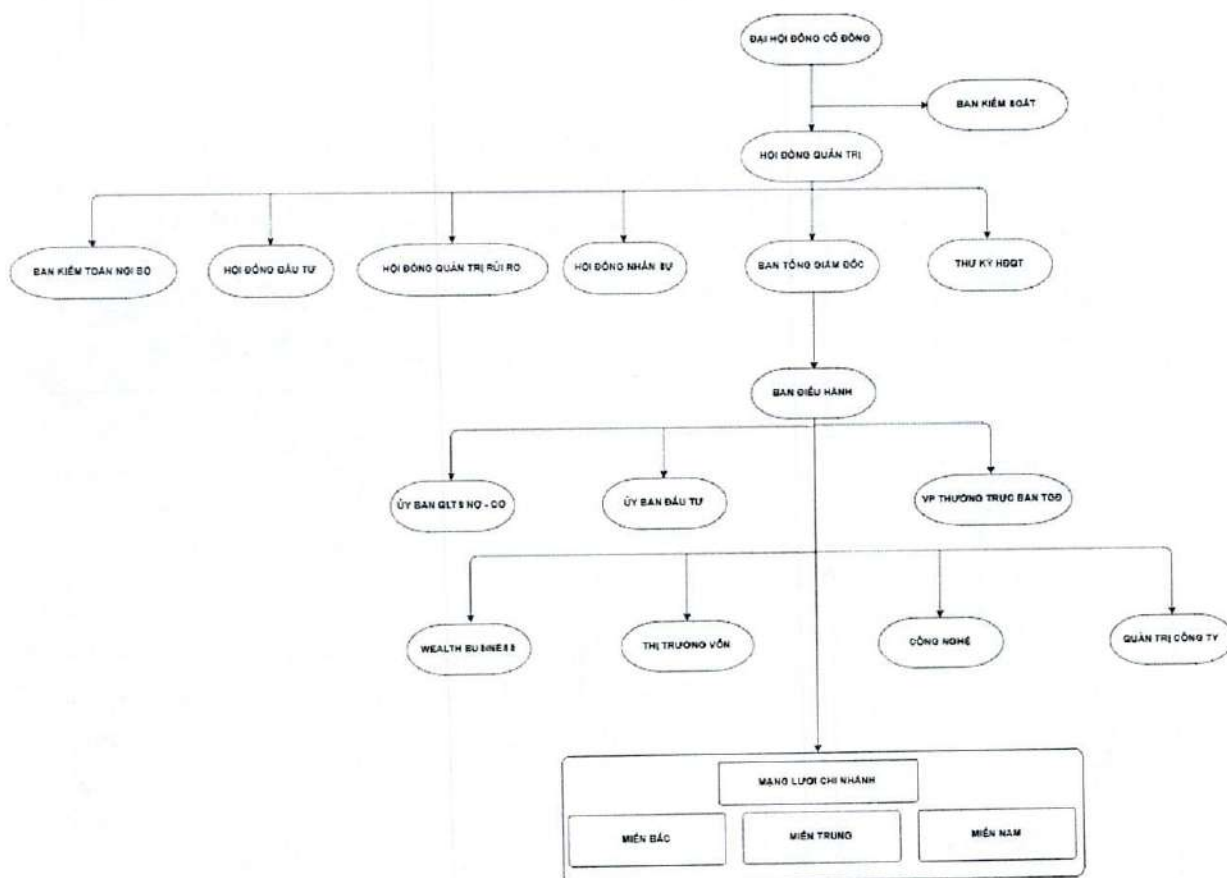 ĐẠI HỘI ĐỒNG CỔ ĐÔNG
BAN KIỂM SOÁT
HỘI ĐỒNG QUẢN TRỊ
BAN KIỂM TOÁN NỘI BỘ
HỘI ĐỒNG ĐẦU TƯ
HỘI ĐỒNG QUẢN TRỊ RỦI RO
HỘI ĐỒNG NHÂN SỰ
BAN TỔNG GIÁM ĐỐC
THƯ KÝ HĐQT
BAN ĐIỀU HÀNH
ỦY BAN QLTS NỢ - CÓ
ỦY BAN ĐẦU TƯ
VP THƯỜNG TRỰC BAN TGĐ
WEALTH BUSINESS
THỊ TRƯỜNG VỐN
CÔNG NGHỆ
QUẢN TRỊ CÔNG TY
MẠNG LƯỚI CHI NHÁNH
MIỀN BẮC
MIỀN TRUNG
MIỀN NAM